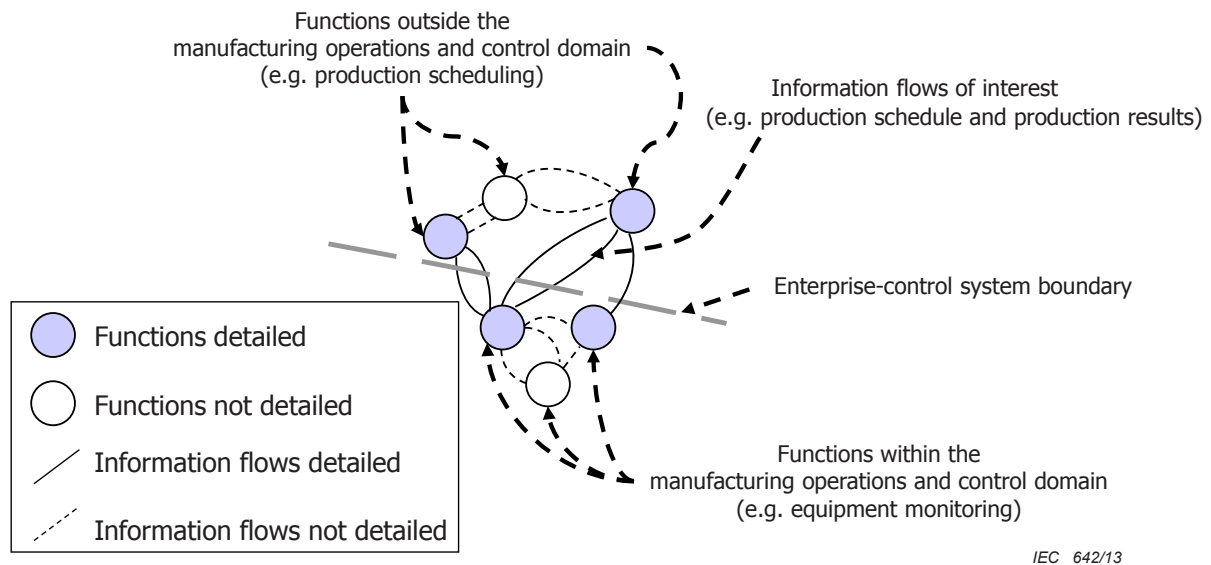 Functions outside the
manufacturing operations and control domain
(e.g. production scheduling)
Information flows of interest
(e.g. production schedule and production results)
Enterprise-control system boundary
Functions detailed
Functions not detailed
Information flows detailed
Information flows not detailed
Functions within the
manufacturing operations and control domain
(e.g. equipment monitoring)
IEC 642/13